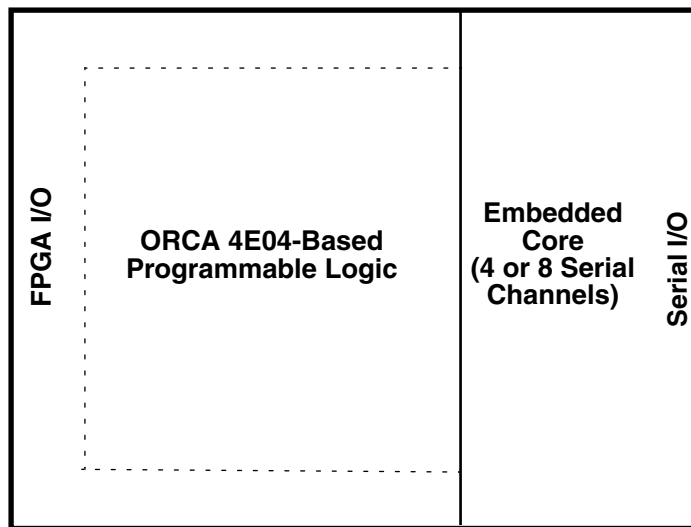 FPGA I/O
ORCA 4E04-Based
Programmable Logic
Embedded
Core
(4 or 8 Serial
Channels)
Serial I/O